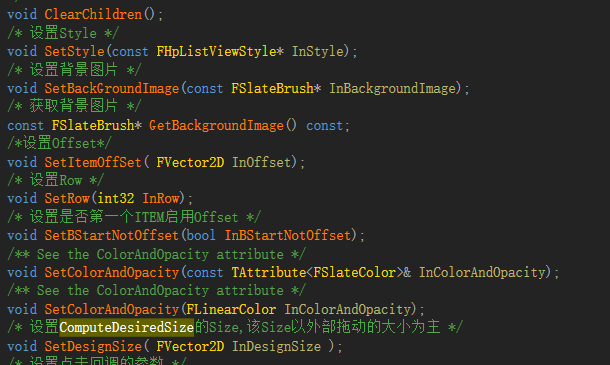 void ClearChildren();
/* 设置Style */
void SetStyle(const FHpListViewStyle* InStyle);
/* 设置背景图片 */
void SetBackGroundImage(const FSlateBrush* InBackgroundImage);
/* 获取背景图片 */
const FSlateBrush* GetBackgroundImage() const;
/*设置Offset*/
void SetItemOffSet( FVector2D InOffset);
/* 设置Row */
void SetRow(int32 InRow);
/* 设置是否第一个ITEM启用Offset */
void SetBStartNotOffset(bool InBStartNotOffset);
/** See the ColorAndOpacity attribute */
void SetColorAndOpacity(const TAttribute<FSlateColor>& InColorAndOpacity);
/** See the ColorAndOpacity attribute */
void SetColorAndOpacity(FLinearColor InColorAndOpacity);
/* 设置ComputeDesiredSize的Size,该Size以外部拖动的大小为主 */
void SetDesignSize( FVector2D InDesignSize );
/* 设置点击回调的参数 */